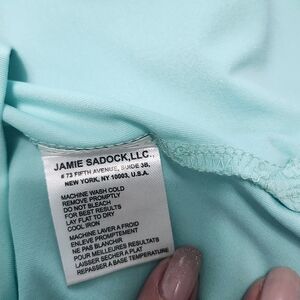 JAMIE SADOCK, LLC.,
# 73 FIFTH AVENUE, SUIDE 3B,
NEW YORK, NY 10003, U.S.A.
MACHINE WASH COLD
REMOVE PROMPTLY
DO NOT BLEACH
FOR BEST RESULTS
LAY FLAT TO DRY
COOL IRON
MACHINE LAVER A FROID
ENLEVE PROMPTEMENT
NE PAS BLANCHIR
POUR MEILLEURES RESULTATS
LAISSER SECHER A PLAT
REPASSER A BASE TEMPERATURE